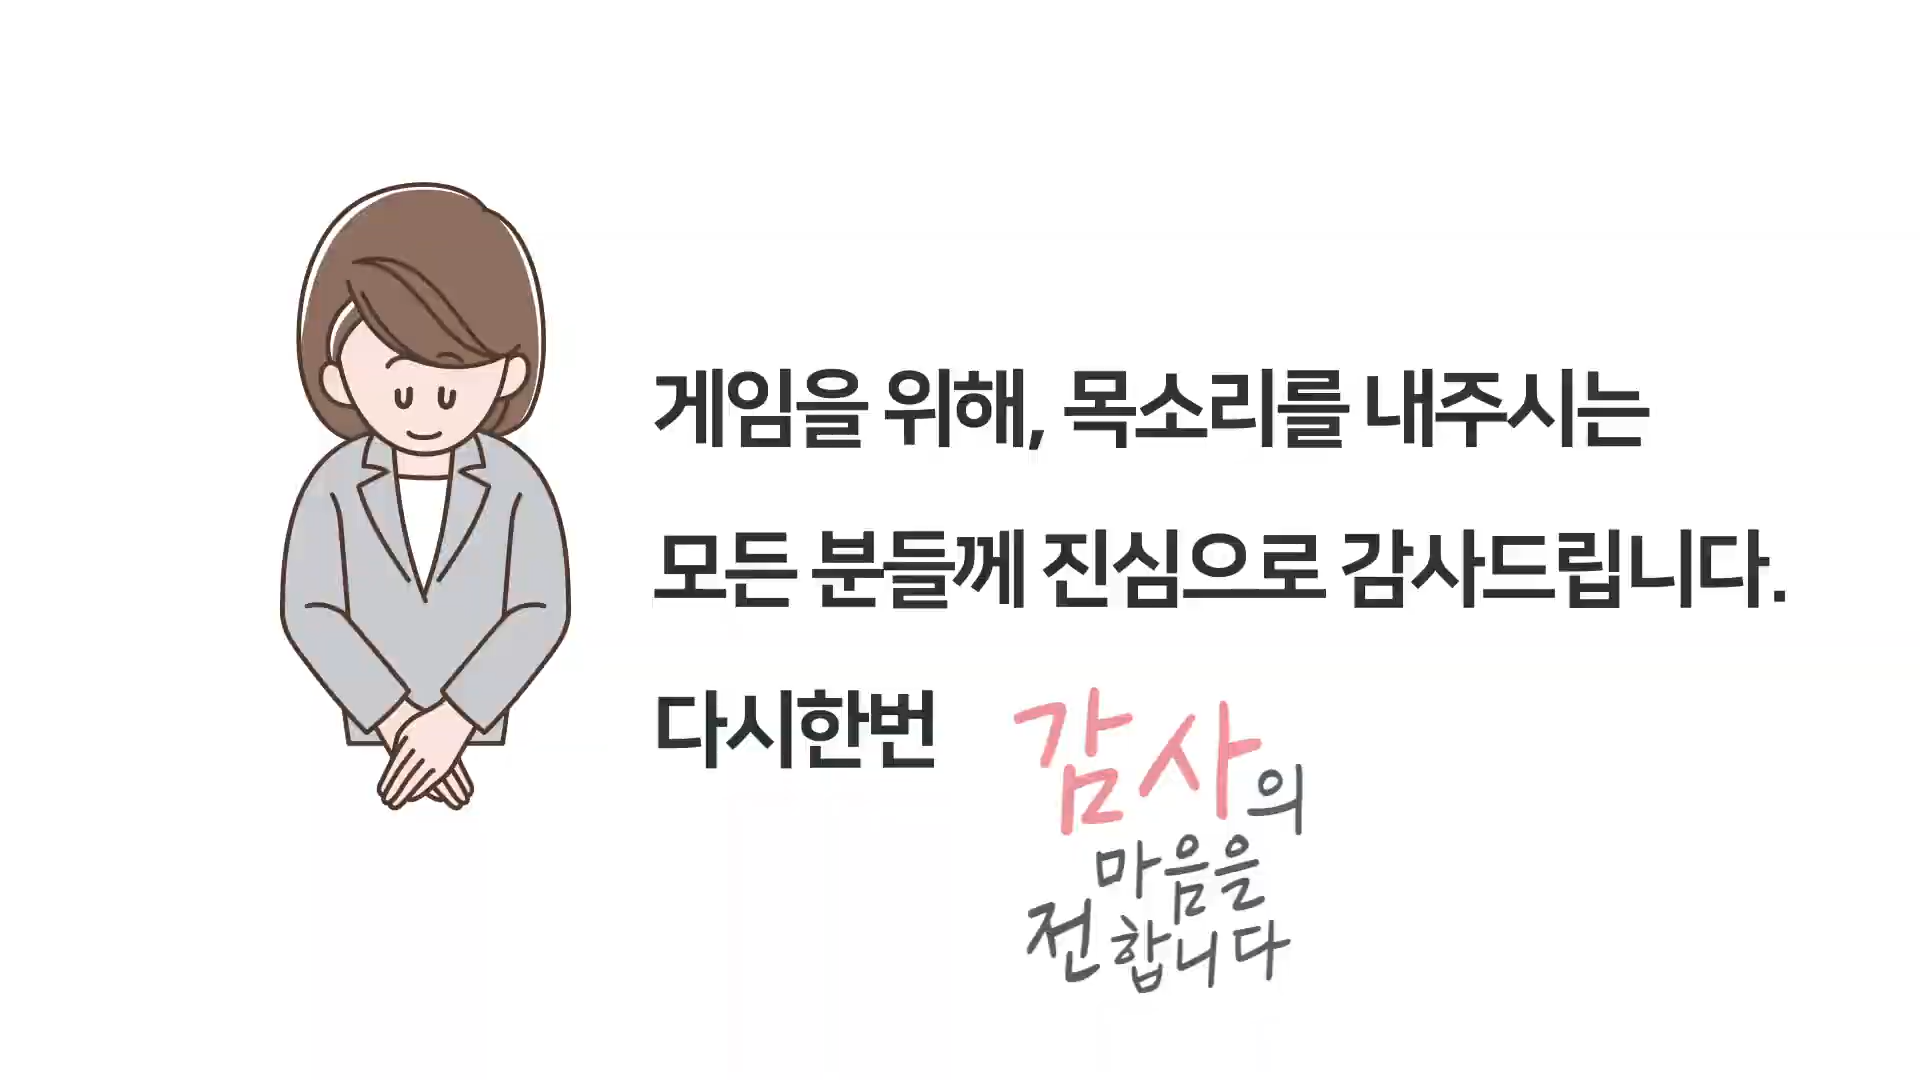 게임을 위해, 목소리를 내주시는
모든 분들께 진심으로 감사드립니다.
다시한번
감사의
마음을
전합니다